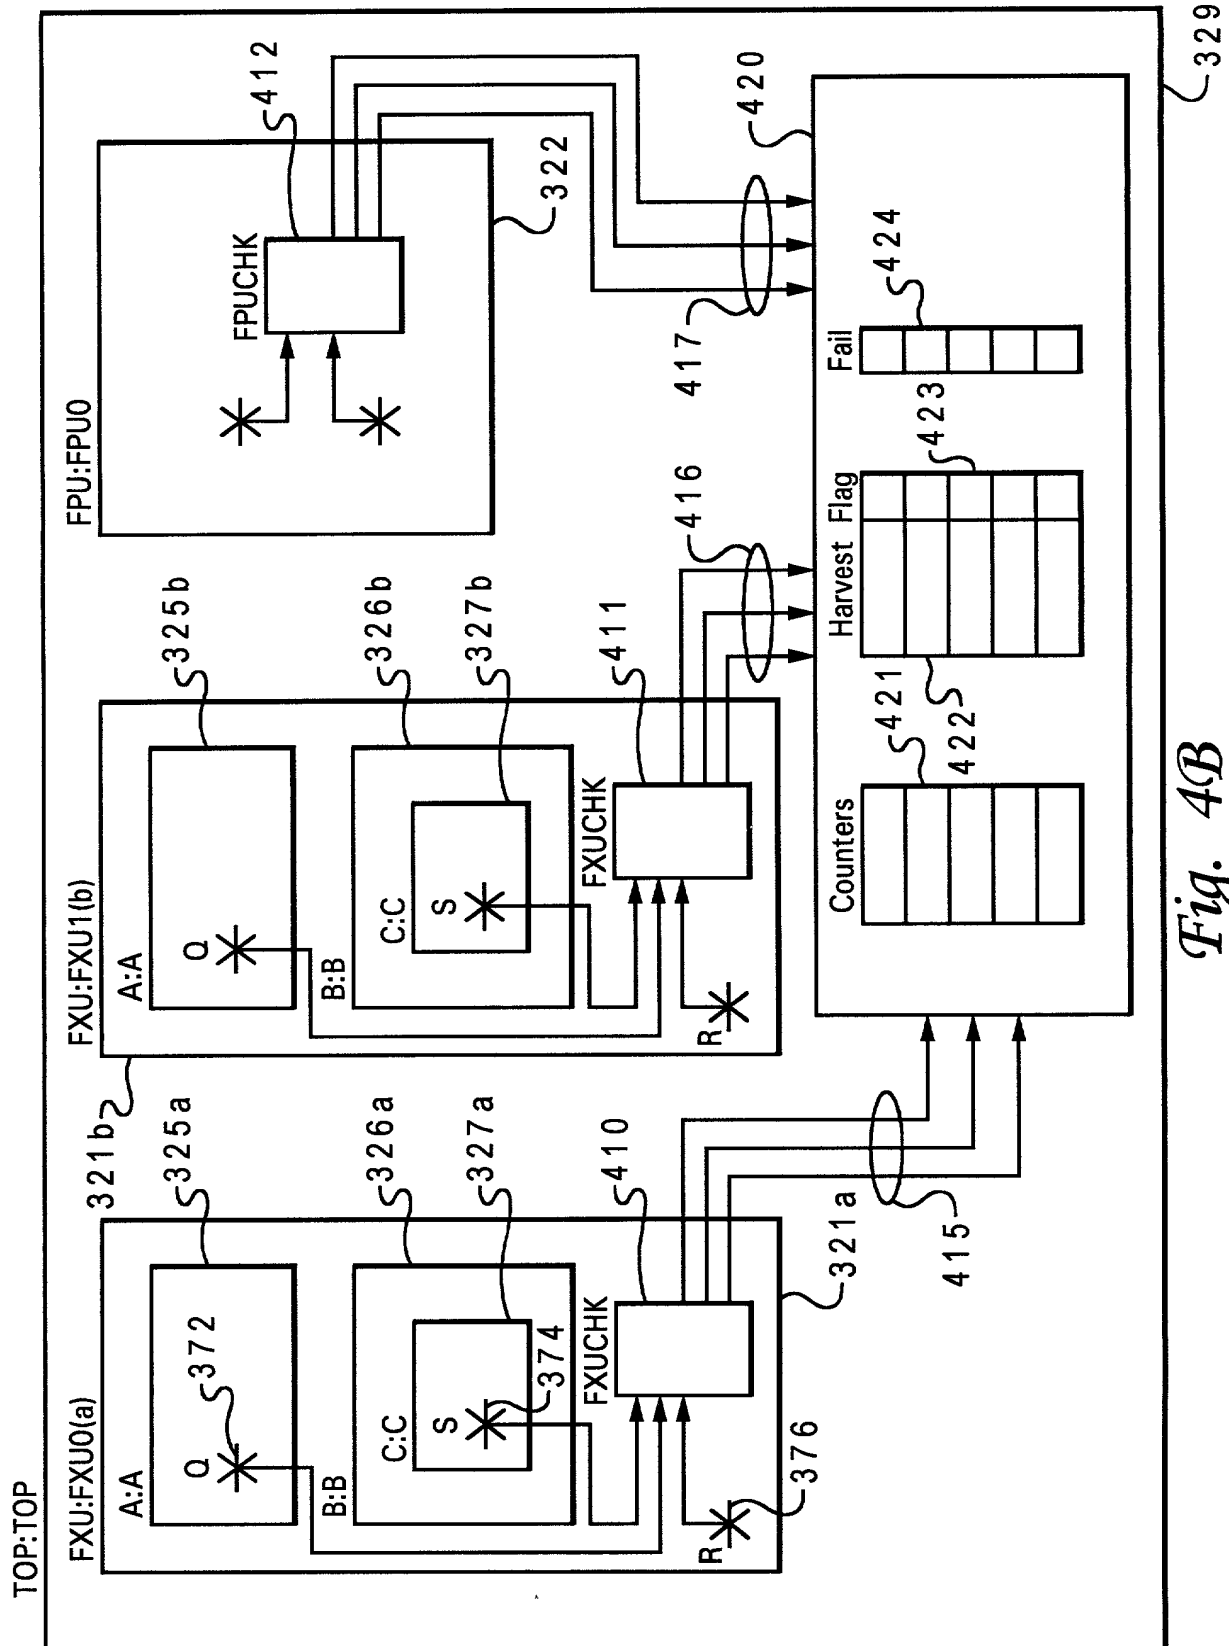 TOP:TOP
FXU:FXU0(a)
A:A
Q
372
325a
B:B
C:C
S
374
326a
327a
FXUCHK
410
R
376
321a
415
321b
FXU:FXU1(b)
A:A
Q
325b
B:B
C:C
S
326b
327b
FXUCHK
411
R
416
FPU:FPU0
FPUCHK
412
322
417
420
Counters
421
Harvest
422
Flag
423
Fail
424
329
Fig. 4B